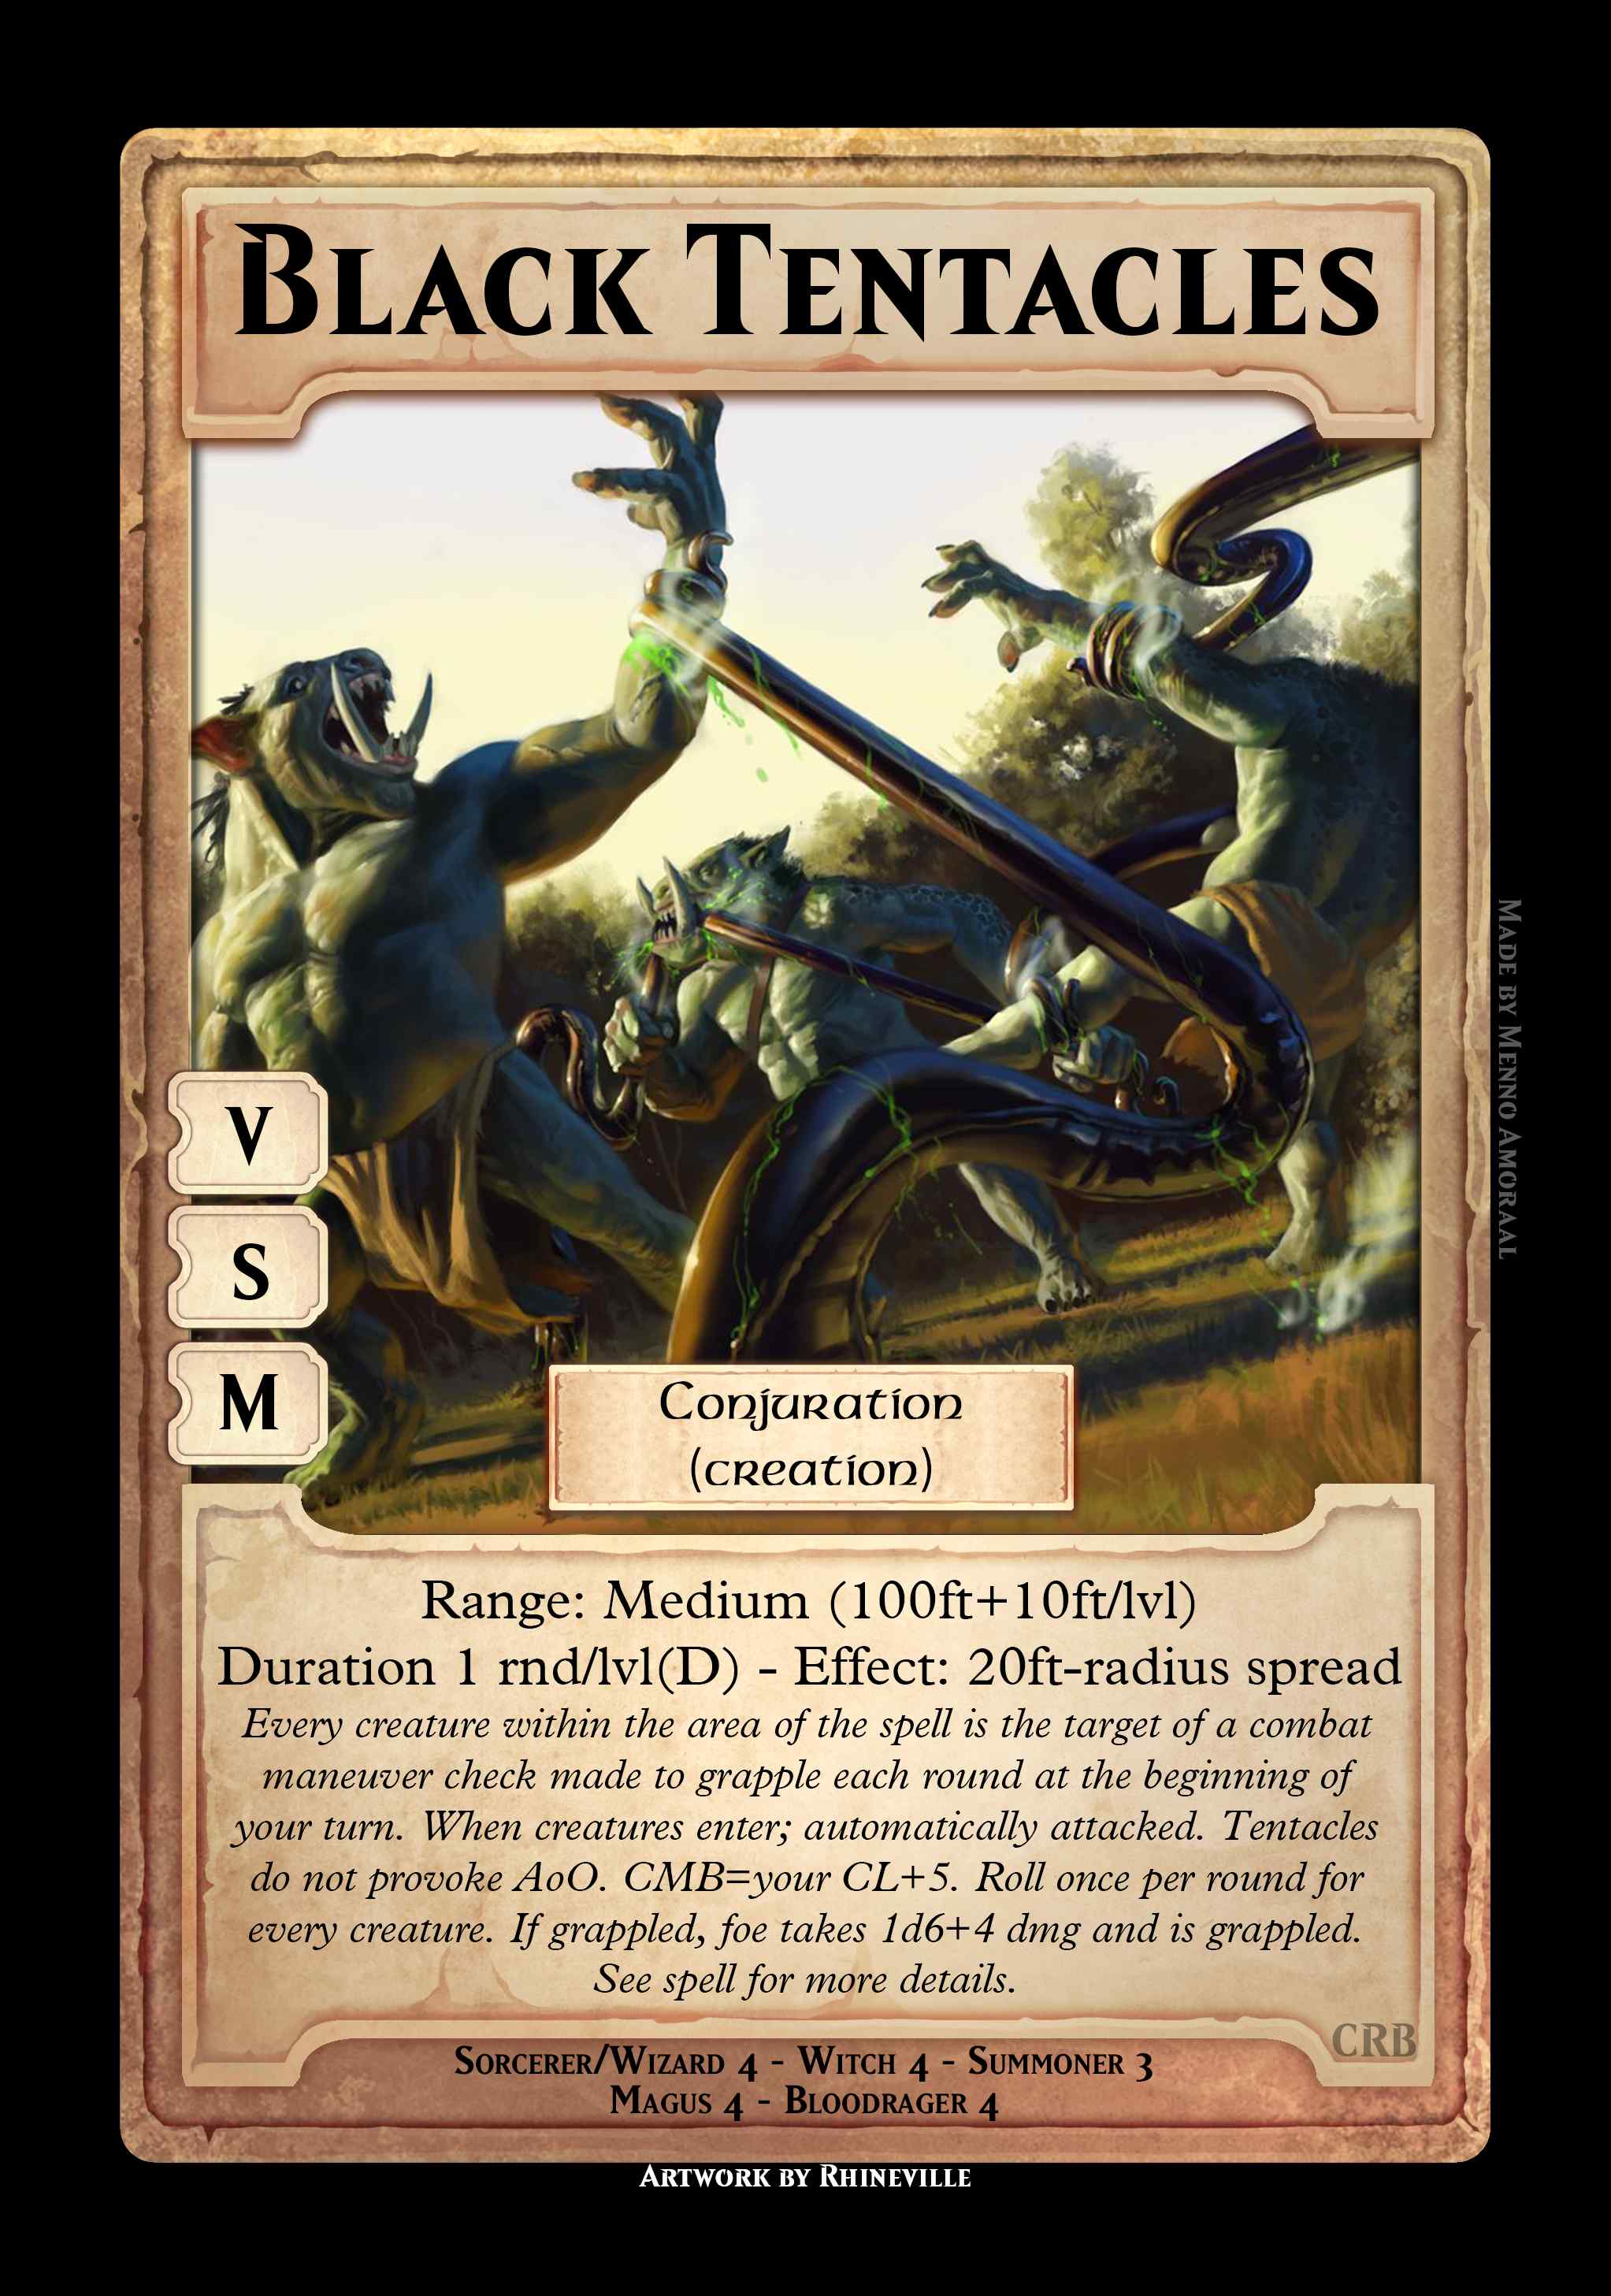 Black Tentacles
V
S
M
Conjuration
(creation)
Range: Medium (100ft+10ft/lvl)
Duration 1 rnd/lvl(D) - Effect: 20ft-radius spread
Every creature within the area of the spell is the target of a combat
maneuver check made to grapple each round at the beginning of
your turn. When creatures enter; automatically attacked. Tentacles
do not provoke AoO. CMB=your CL+5. Roll once per round for
every creature. If grappled, foe takes 1d6+4 dmg and is grappled.
See spell for more details.
CRB
Sorcerer/Wizard 4 - Witch 4 - Summoner 3
Magus 4 - Bloodrager 4
Artwork by Rhineville
Made by Menno Amoraal